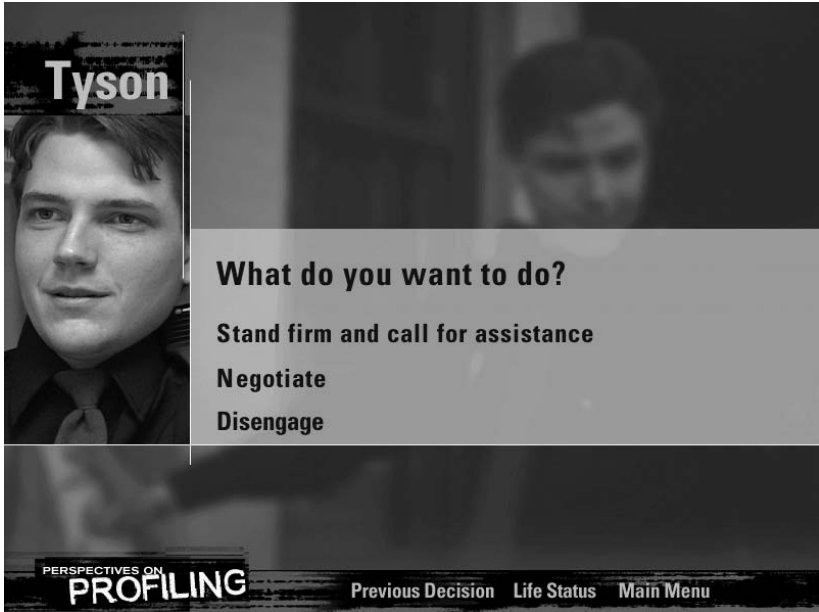 Tyson
What do you want to do?
Stand firm and call for assistance
Negotiate
Disengage
PERSPECTIVES ON
PROFILING
Previous Decision Life Status Main Menu